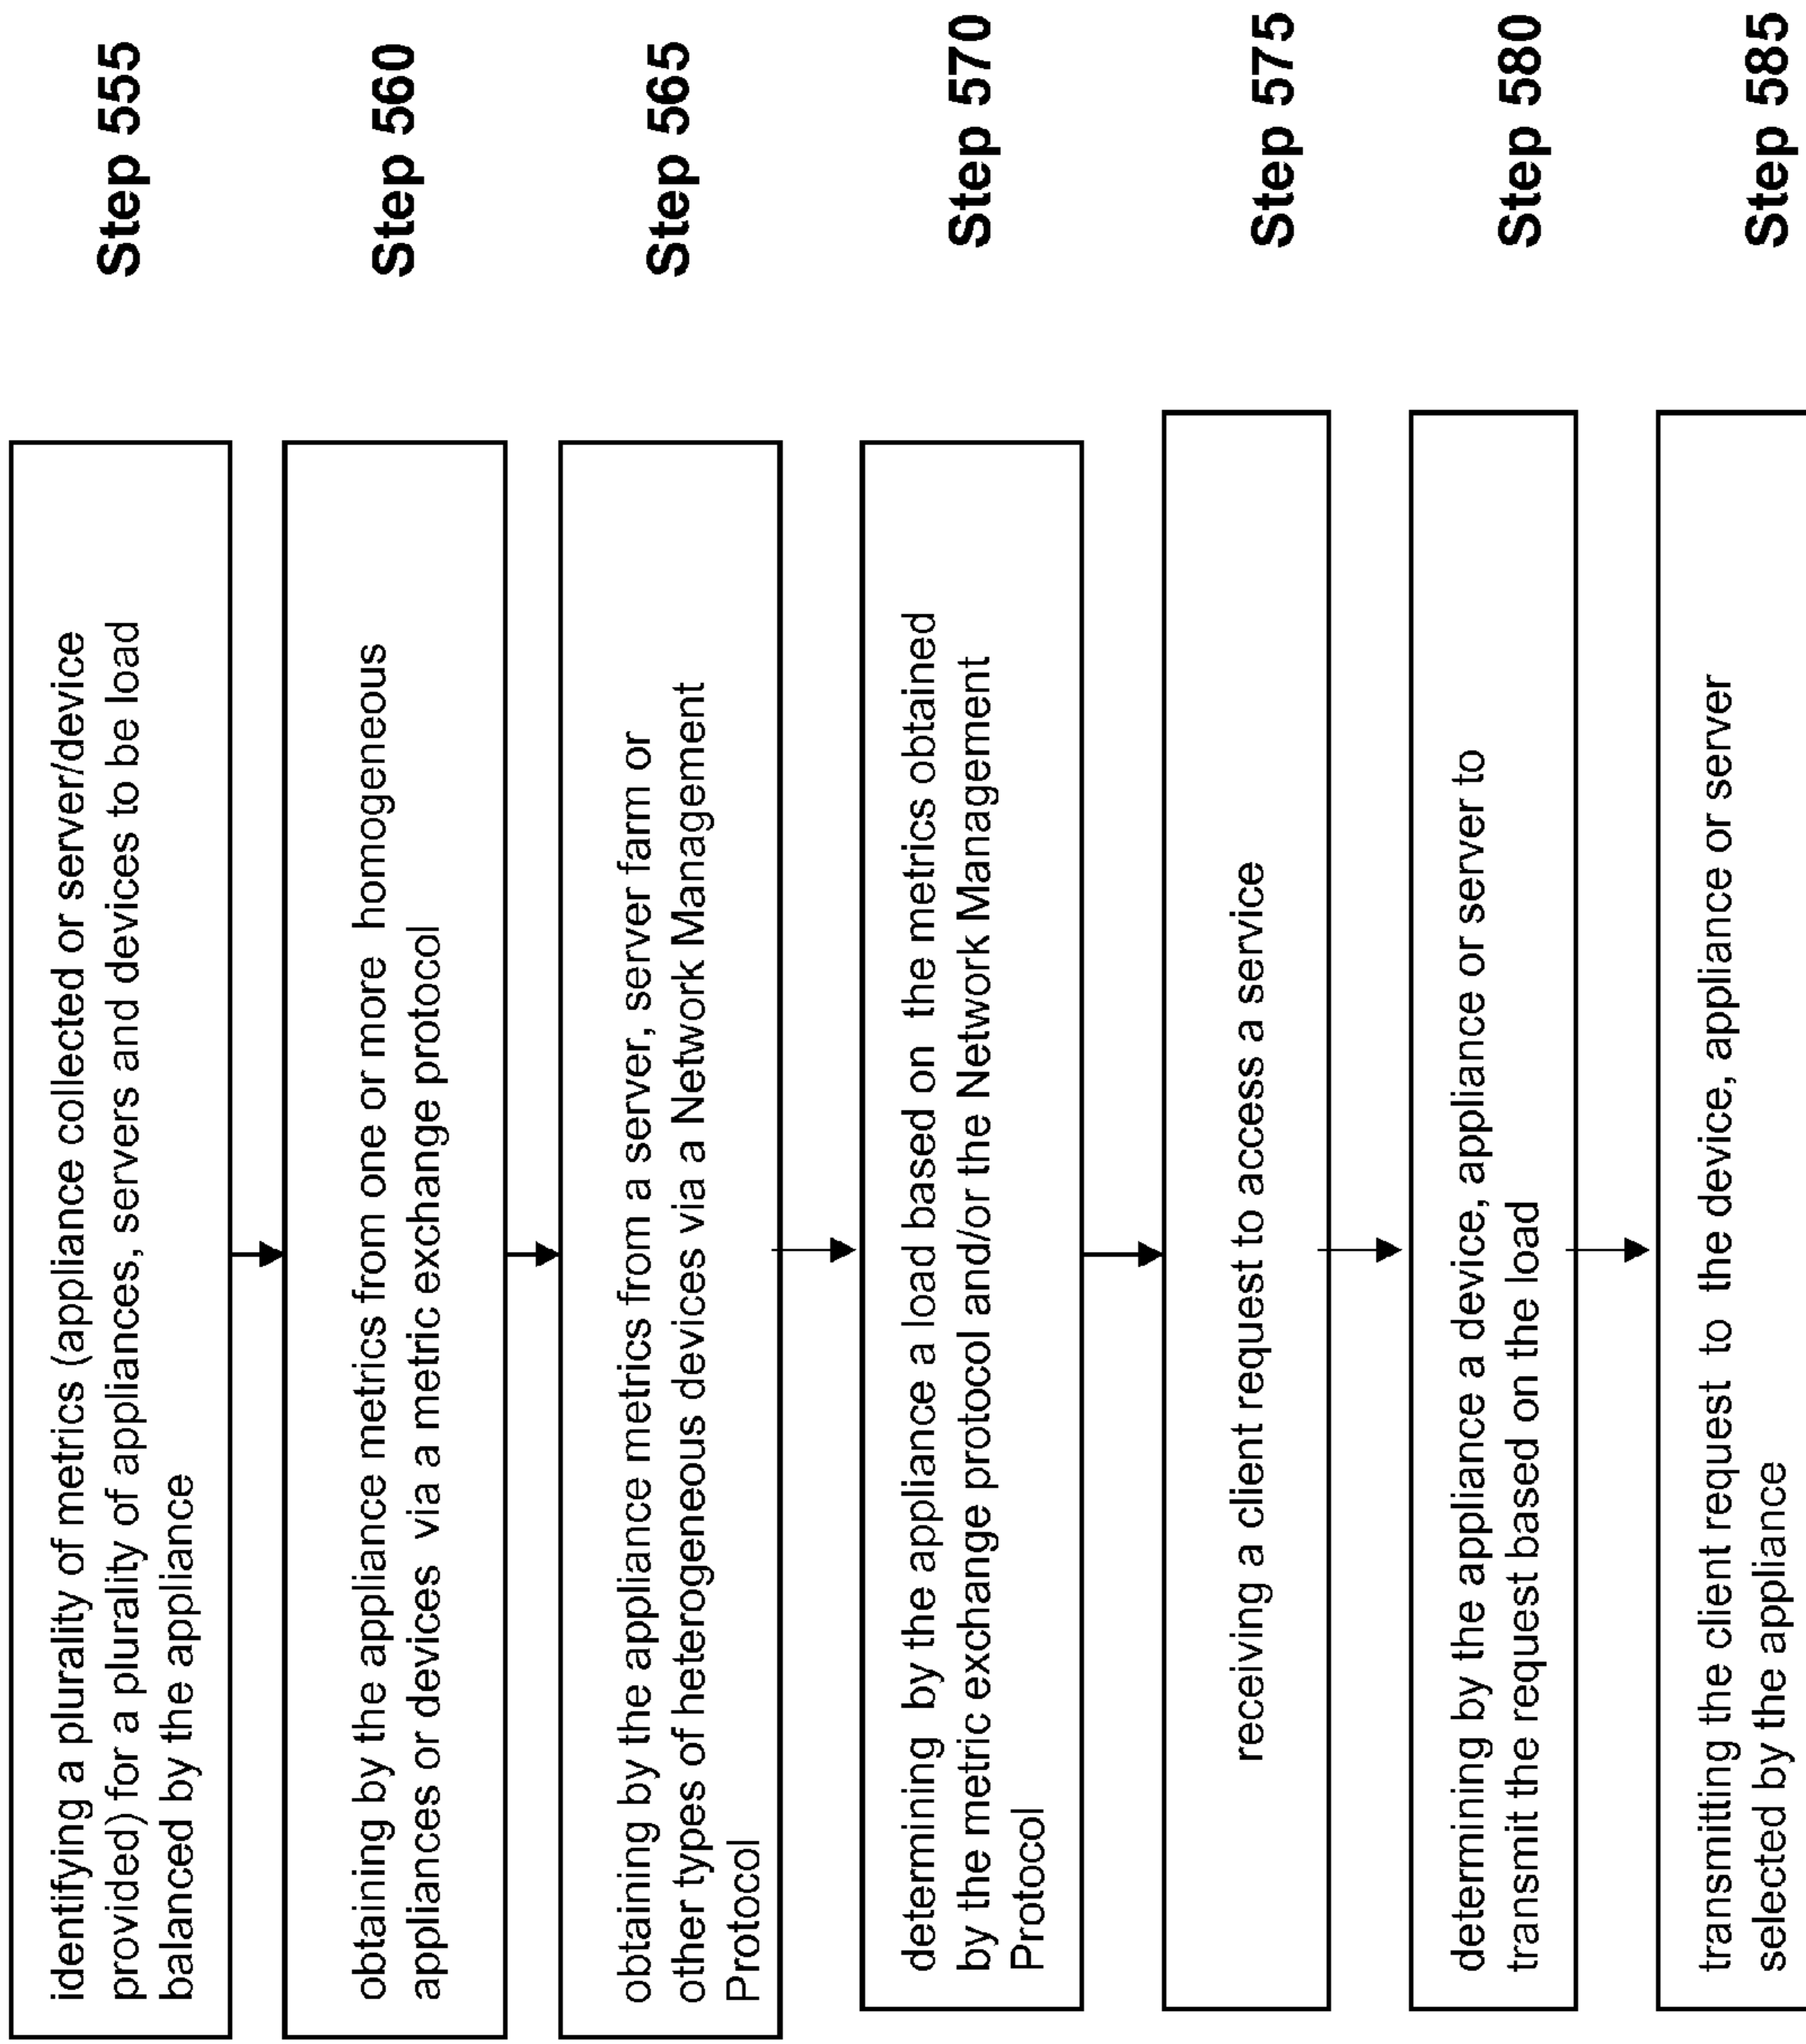 identifying a plurality of metrics (appliance collected or server/device
provided) for a plurality of appliances, servers and devices to be load
balanced by the appliance
Step 555
obtaining by the appliance metrics from one or more homogeneous
appliances or devices via a metric exchange protocol
Step 560
obtaining by the appliance metrics from a server, server farm or
other types of heterogeneous devices via a Network Management
Protocol
Step 565
determining by the appliance a load based on the metrics obtained
by the metric exchange protocol and/or the Network Management
Protocol
Step 570
receiving a client request to access a service
Step 575
determining by the appliance a device, appliance or server to
transmit the request based on the load
Step 580
transmitting the client request to the device, appliance or server
selected by the appliance
Step 585